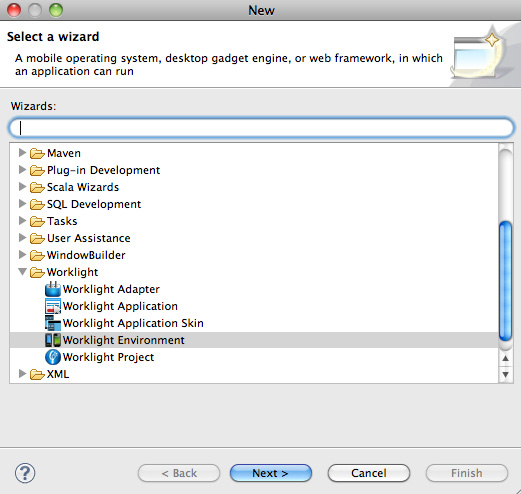 New
Select a wizard
A mobile operating system, desktop gadget engine, or web framework, in which
an application can run
Wizards:
Maven
Plug-in Development
Scala Wizards
SQL Development
Tasks
User Assistance
WindowBuilder
Worklight
Worklight Adapter
Worklight Application
Worklight Application Skin
Worklight Environment
Worklight Project
XML
?
< Back
Next >
Cancel
Finish